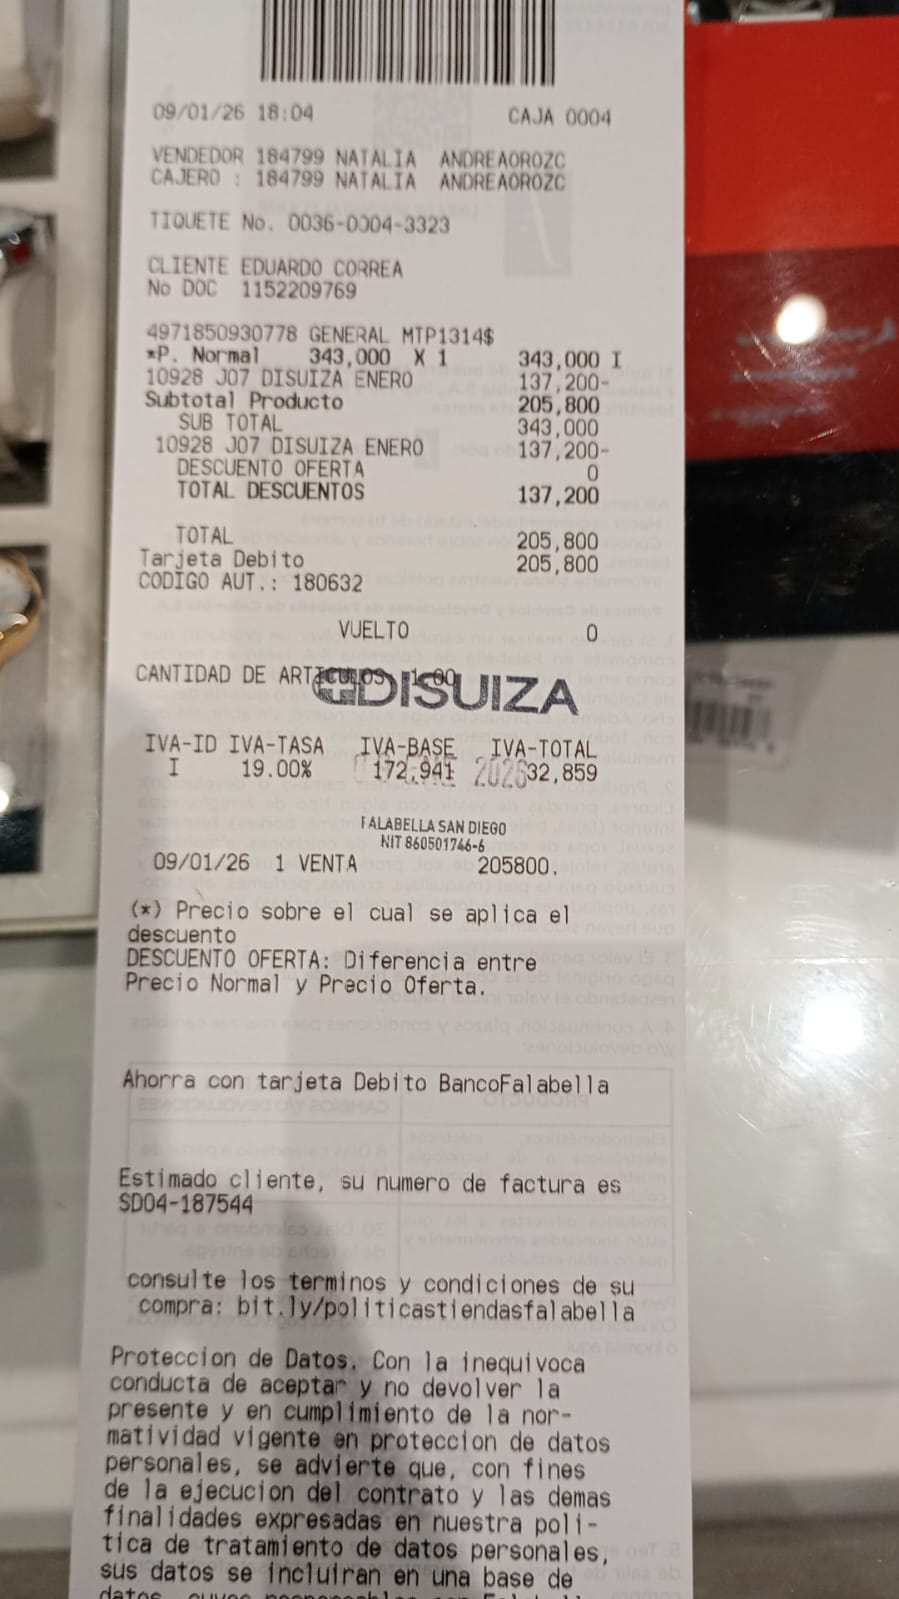 09/01/26 18:04 CAJA 0004
VENDEDOR 184799 NATALIA ANDREAOROZC
CAJERO : 184799 NATALIA ANDREAOROZC
TIQUETE No. 0036-0004-3323
CLIENTE EDUARDO CORREA
No DOC 1152209769
4971850930778 GENERAL MTP1314$
*P. Normal 343,000 X 1 343,000 I
10928 J07 DISUIZA ENERO 137,200-
Subtotal Producto 205,800
SUB TOTAL 343,000
10928 J07 DISUIZA ENERO 137,200-
DESCUENTO OFERTA 0
TOTAL DESCUENTOS 137,200
TOTAL 205,800
Tarjeta Debito 205,800
CODIGO AUT.: 180632
VUELTO 0
CANTIDAD DE ARTICULOS 1.00
DISUIZA
IVA-ID IVA-TASA IVA-BASE IVA-TOTAL
I 19.00% 172,941 32,859
2026
FALABELLA SAN DIEGO
NIT 860501746-6
09/01/26 1 VENTA 205800.
(*) Precio sobre el cual se aplica el
descuento
DESCUENTO OFERTA: Diferencia entre
Precio Normal y Precio Oferta.
Ahorra con tarjeta Debito BancoFalabella
Estimado cliente, su numero de factura es
SD04-187544
consulte los terminos y condiciones de su
compra: bit.ly/politicastiendasfalabella
Proteccion de Datos. Con la inequivoca
conducta de aceptar y no devolver la
presente y en cumplimiento de la nor-
matividad vigente en proteccion de datos
personales, se advierte que, con fines
de la ejecucion del contrato y las demas
finalidades expresadas en nuestra poli-
tica de tratamiento de datos personales,
sus datos se incluiran en una base de